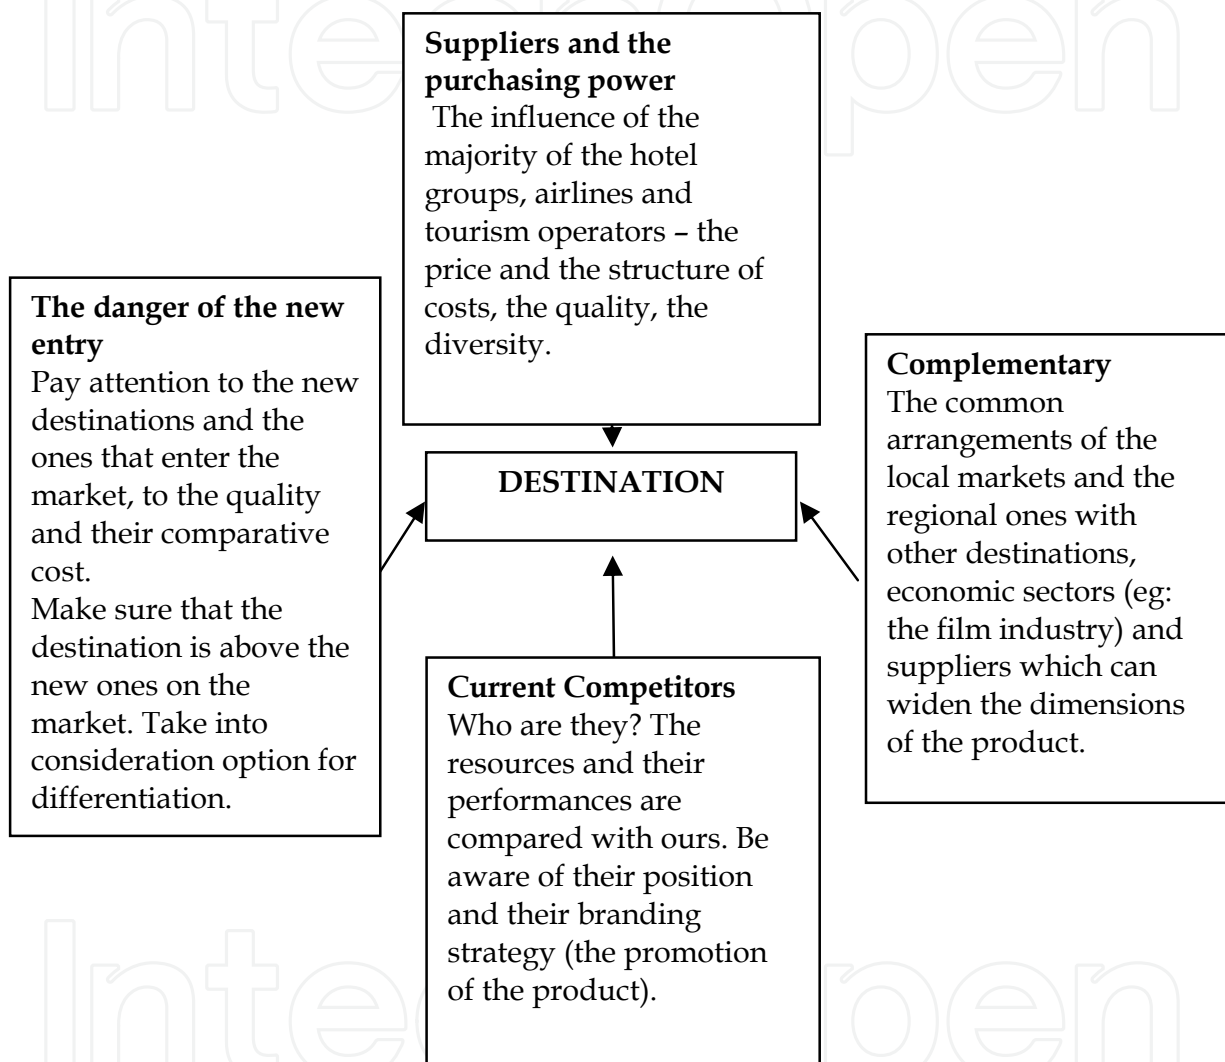 Suppliers and the
purchasing power
The influence of the
majority of the hotel
groups, airlines and
tourism operators – the
price and the structure of
costs, the quality, the
diversity.
The danger of the new
entry
Pay attention to the new
destinations and the
ones that enter the
market, to the quality
and their comparative
cost.
Make sure that the
destination is above the
new ones on the
market. Take into
consideration option for
differentiation.
DESTINATION
Complementary
The common
arrangements of the
local markets and the
regional ones with
other destinations,
economic sectors (eg:
the film industry) and
suppliers which can
widen the dimensions
of the product.
Current Competitors
Who are they? The
resources and their
performances are
compared with ours. Be
aware of their position
and their branding
strategy (the promotion
of the product).
IntechOpen
IntechOpen